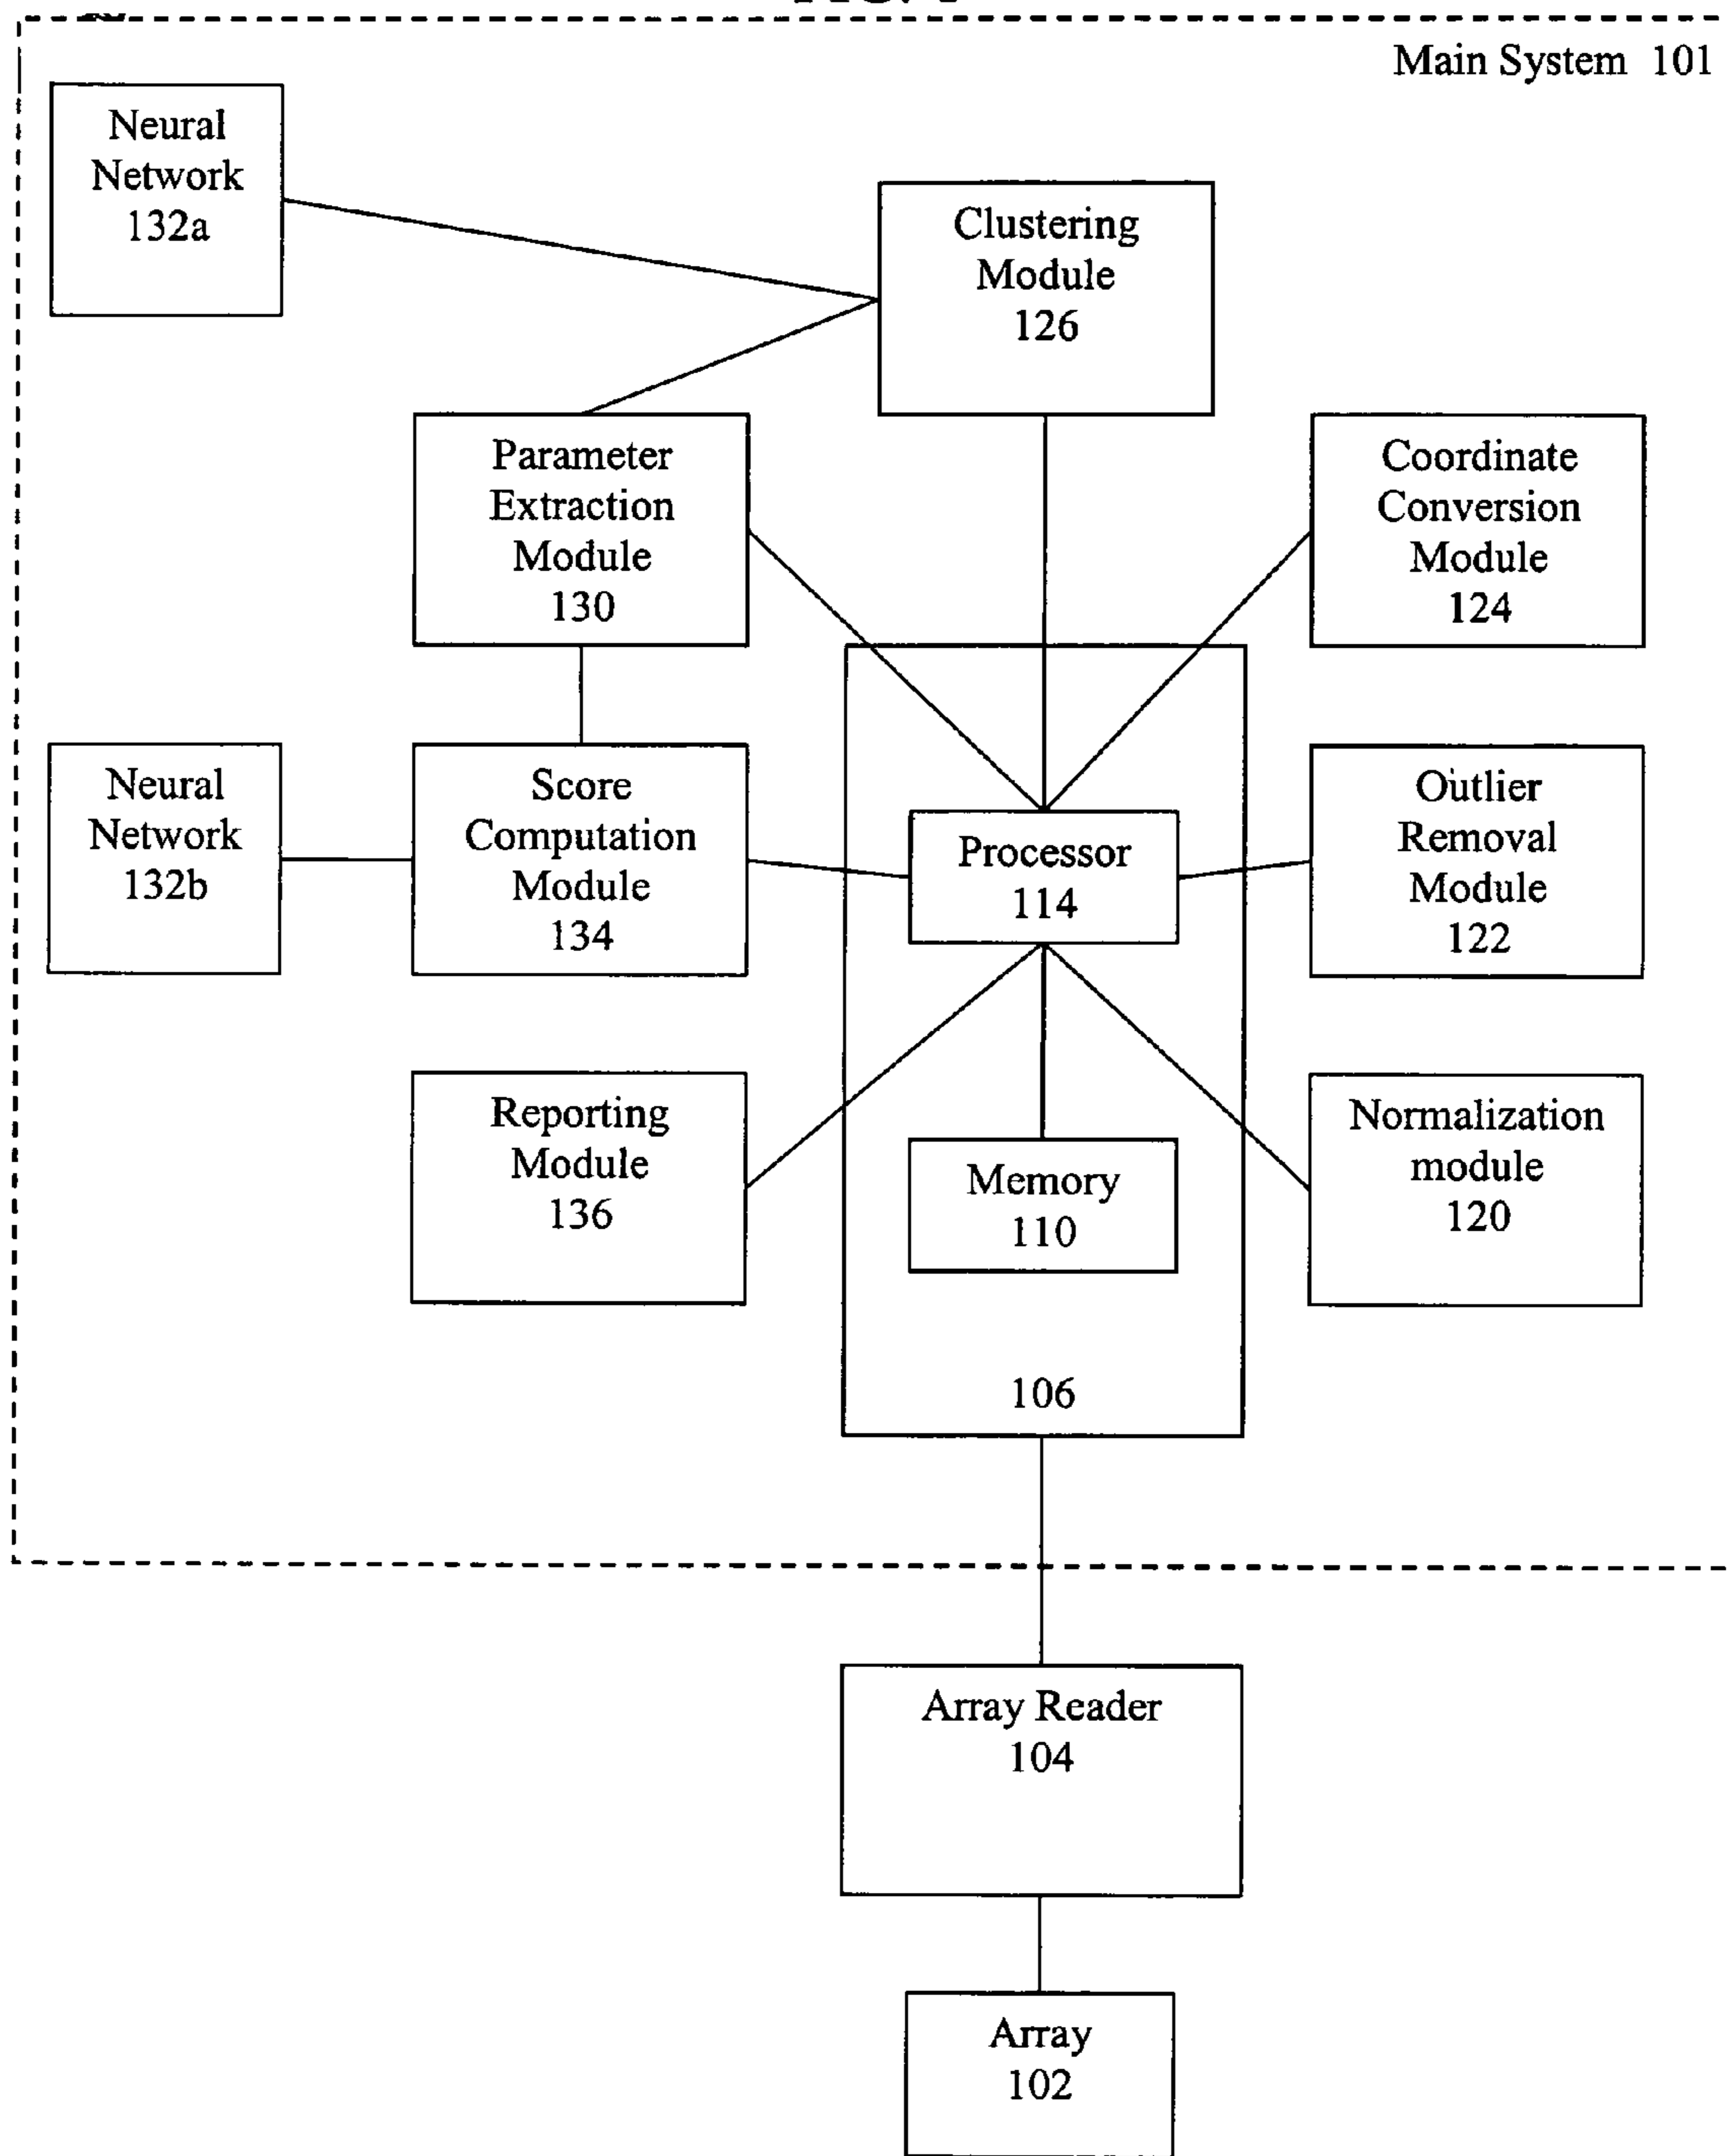 Main System 101
Neural
Network
132a
Clustering
Module
126
Parameter
Extraction
Module
130
Coordinate
Conversion
Module
124
Neural
Network
132b
Score
Computation
Module
134
Processor
114
Outlier
Removal
Module
122
Reporting
Module
136
Memory
110
Normalization
module
120
106
Array Reader
104
Array
102